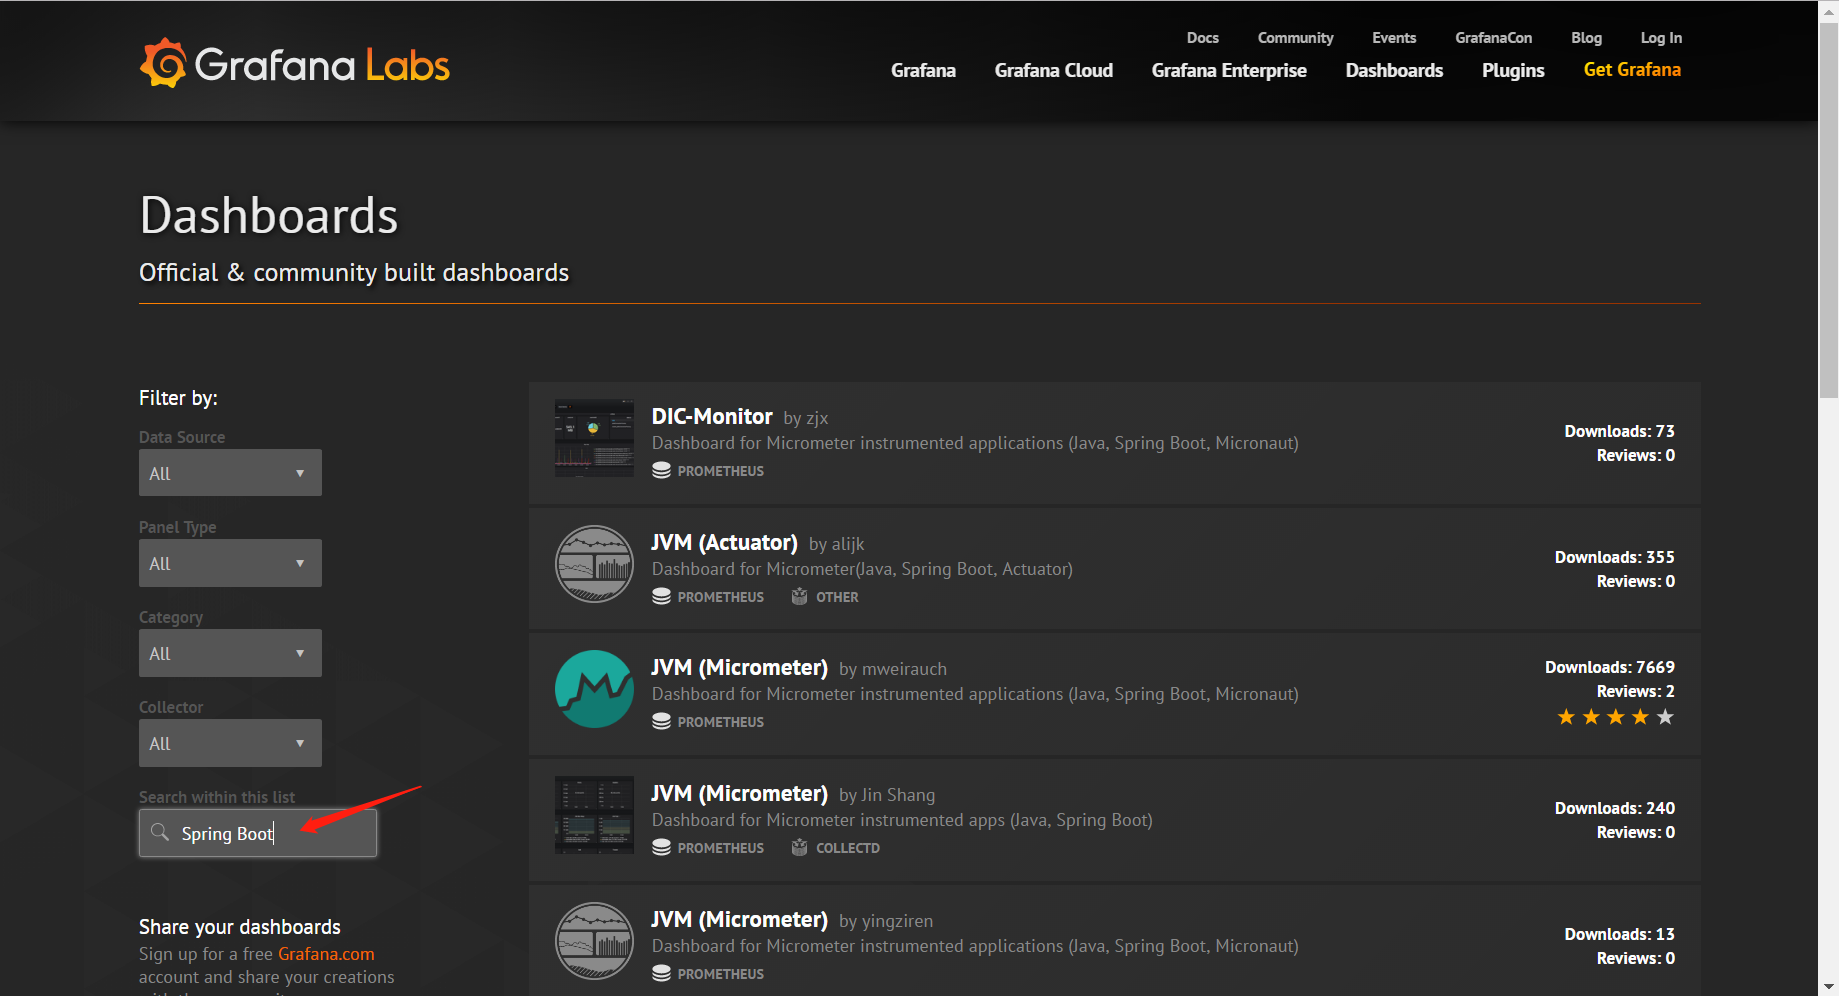 Grafana Labs
Docs Community Events GrafanaCon Blog Log In
Grafana Grafana Cloud Grafana Enterprise Dashboards Plugins Get Grafana
Dashboards
Official & community built dashboards
Filter by:
Data Source
All
Panel Type
All
Category
All
Collector
All
Search within this list
Spring Boot
Share your dashboards
Sign up for a free Grafana.com
account and share your creations
DIC-Monitor by zjx
Dashboard for Micrometer instrumented applications (Java, Spring Boot, Micronaut)
PROMETHEUS
Downloads: 73
Reviews: 0
JVM (Actuator) by alijk
Dashboard for Micrometer(Java, Spring Boot, Actuator)
PROMETHEUS OTHER
Downloads: 355
Reviews: 0
JVM (Micrometer) by mweirauch
Dashboard for Micrometer instrumented applications (Java, Spring Boot, Micronaut)
PROMETHEUS
Downloads: 7669
Reviews: 2
JVM (Micrometer) by Jin Shang
Dashboard for Micrometer instrumented apps (Java, Spring Boot)
PROMETHEUS COLLECTD
Downloads: 240
Reviews: 0
JVM (Micrometer) by yingziren
Dashboard for Micrometer instrumented applications (Java, Spring Boot, Micronaut)
PROMETHEUS
Downloads: 13
Reviews: 0